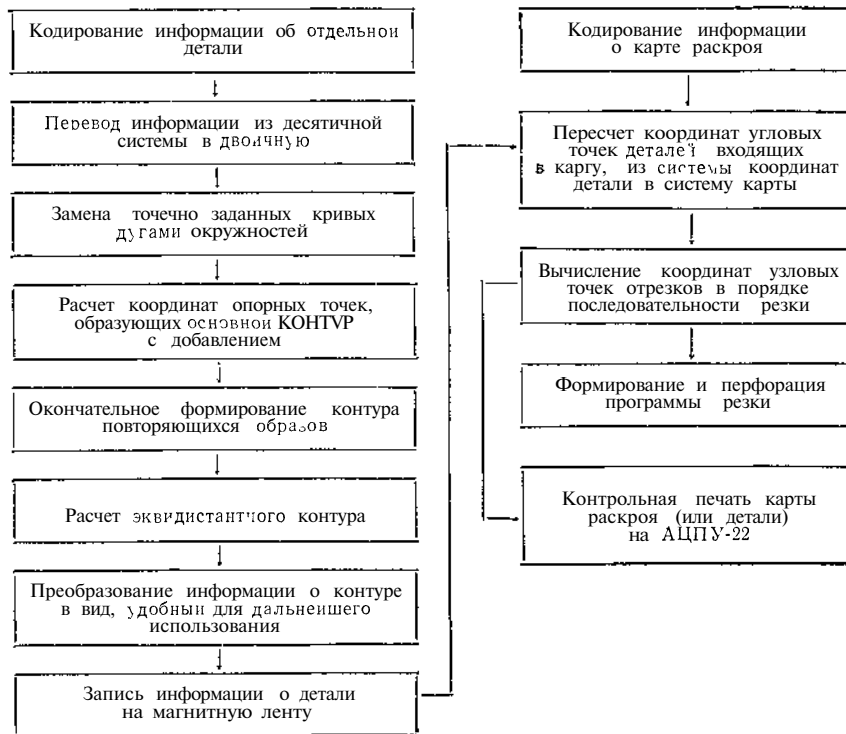 Кодирование информации об отдельной
детали
Перевод информации из десятичной
системы в двоичную
Замена точечно заданных кривых
дугами окружностей
Расчет координат опорных точек,
образующих основной КОНТУР
с добавлением
Окончательное формирование контура
повторяющихся образов
Расчет эквидистантного контура
Преобразование информации о контуре
в вид, удобный для дальнейшего
использования
Запись информации о детали
на магнитную ленту
Кодирование информации
о карте раскроя
Пересчет координат угловых
точек деталей входящих
в каргу, из системы координат
детали в систему карты
Вычисление координат узловых
точек отрезков в порядке
последовательности резки
Формирование и перфорация
программы резки
Контрольная печать карты
раскроя (или детали)
на АЦПУ-22